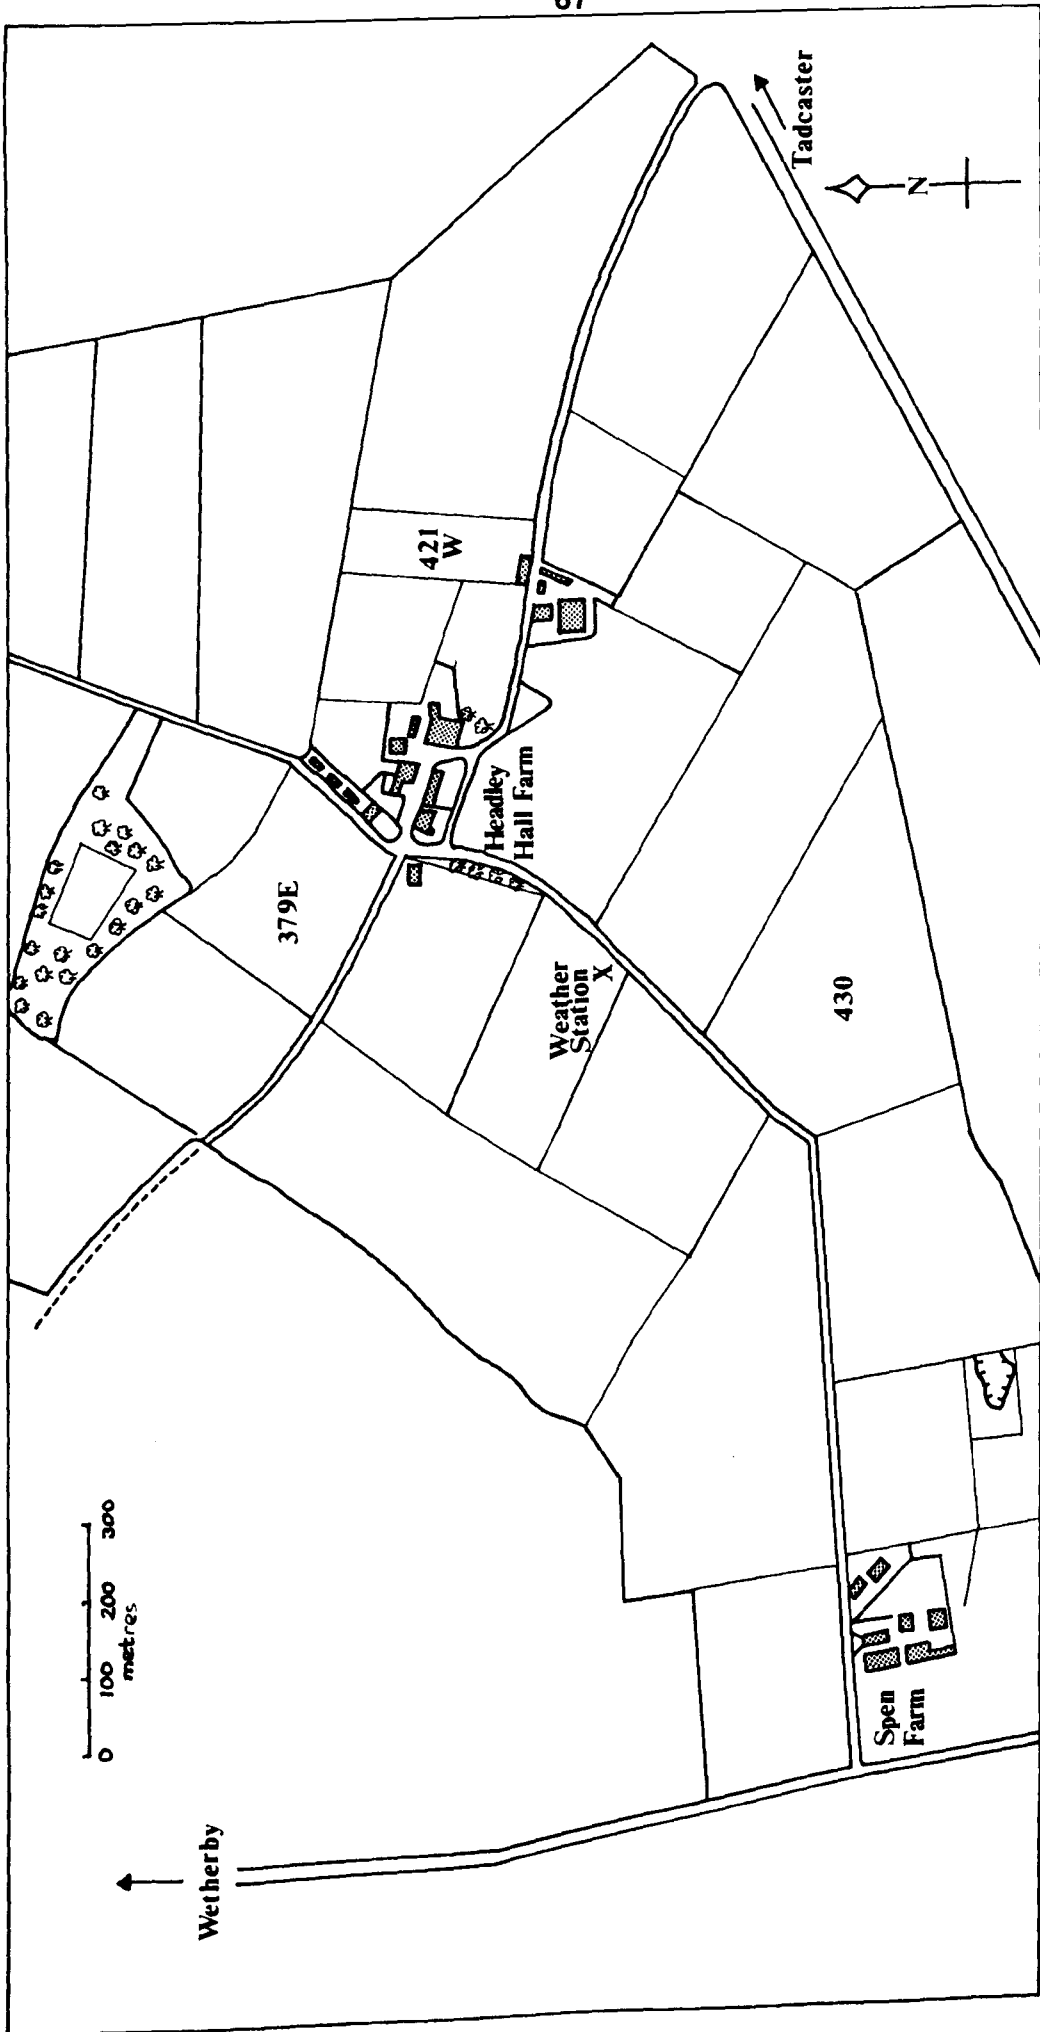 67
Tadcaster
N
421
W
379E
Headley
Hall Farm
Weather
Station X
430
0 100 200 300
metres
Spen
Farm
Wetherby